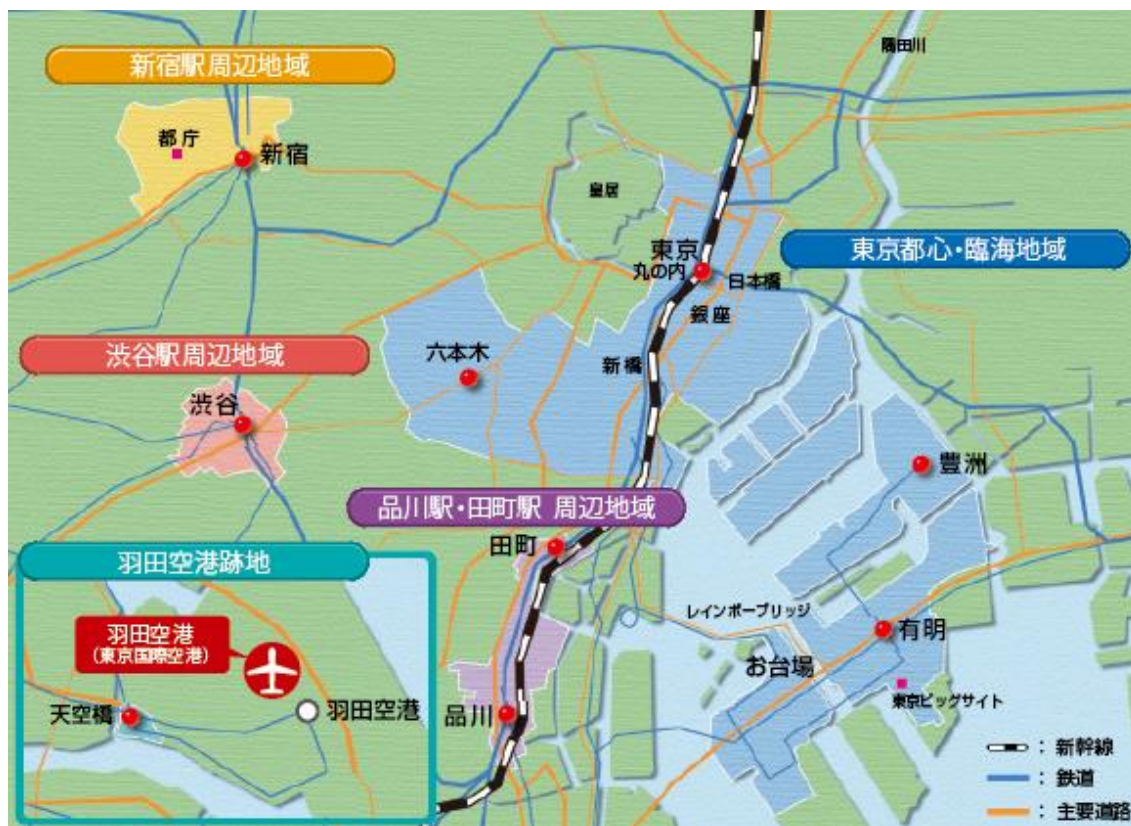 新宿駅周辺地域
隅田川
都庁
新宿
皇居
東京
丸の内
日本橋
東京都心・臨海地域
銀座
新橋
六本木
渋谷駅周辺地域
渋谷
豊洲
品川駅・田町駅 周辺地域
田町
羽田空港跡地
レインボーブリッジ
有明
羽田空港
(東京国際空港)
お台場
東京ビッグサイト
天空橋
羽田空港
品川
：新幹線
：鉄道
：主要道路